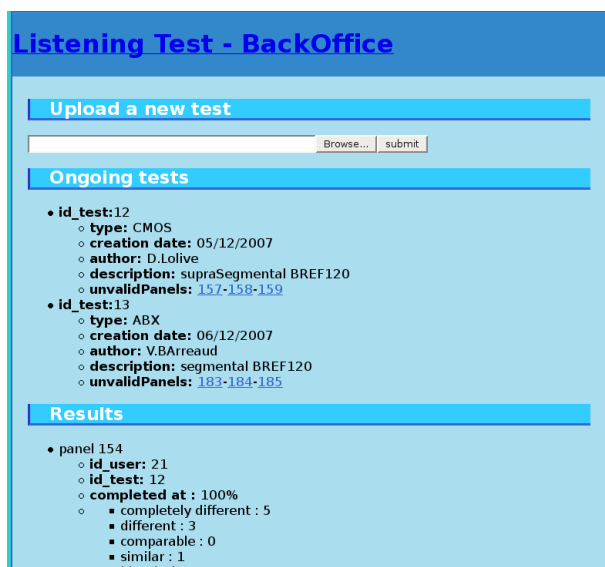 Listening Test - BackOffice
Upload a new test
Browse... submit
Ongoing tests
id_test:12
type: CMOS
creation date: 05/12/2007
author: D.Lolive
description: supraSegmental BREF120
unvalidPanels: 157-158-159
id_test:13
type: ABX
creation date: 06/12/2007
author: V.BArreaud
description: segmental BREF120
unvalidPanels: 183-184-185
Results
panel 154
id_user: 21
id_test: 12
completed at : 100%
completely different : 5
different : 3
comparable : 0
similar : 1